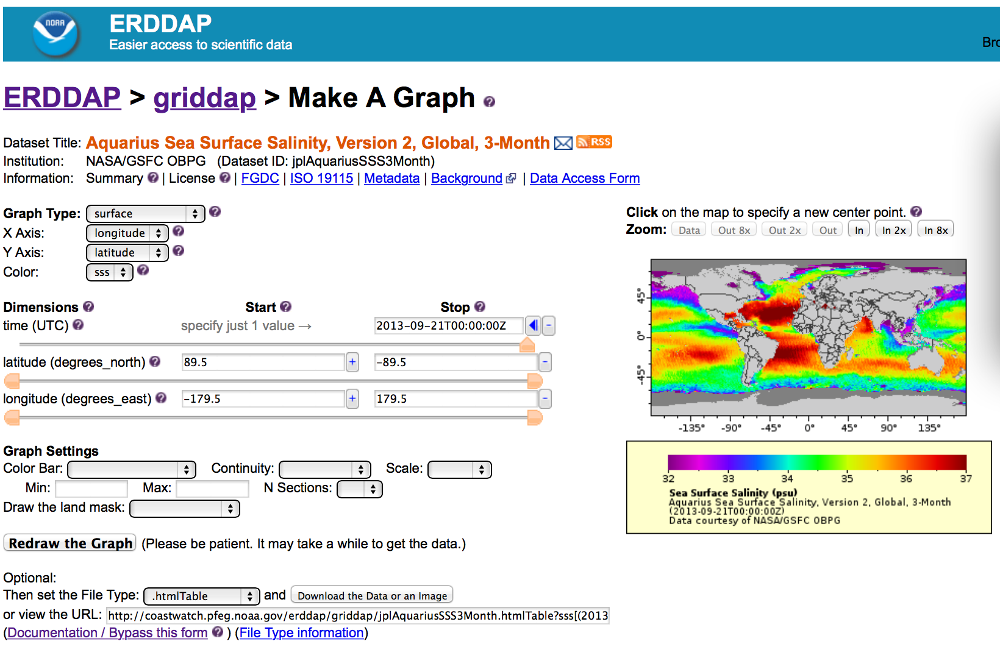 NOAA
ERDDAP
Easier access to scientific data
ERDDAP > griddap > Make A Graph ?
Dataset Title: Aquarius Sea Surface Salinity, Version 2, Global, 3-Month RSS
Institution: NASA/GSFC OBPG (Dataset ID: jplAquariusSSS3Month)
Information: Summary ? | License ? | FGDC | ISO 19115 | Metadata | Background | Data Access Form
Graph Type: surface ?
X Axis: longitude ?
Y Axis: latitude ?
Color: sss ?
Dimensions ? Start ? Stop ?
time (UTC) ? specify just 1 value → 2013-09-21T00:00:00Z -
latitude (degrees_north) ? 89.5 + -89.5 -
longitude (degrees_east) ? -179.5 + 179.5 -
Graph Settings
Color Bar: Continuity: Scale:
Min: Max: N Sections:
Draw the land mask:
Redraw the Graph (Please be patient. It may take a while to get the data.)
Optional:
Then set the File Type: .htmlTable and Download the Data or an Image
or view the URL: http://coastwatch.pfeg.noaa.gov/erddap/griddap/jplAquariusSSS3Month.htmlTable?sss[(2013
(Documentation / Bypass this form ? ) (File Type information)
Click on the map to specify a new center point. ?
Zoom: Data Out 8x Out 2x Out In In 2x In 8x
45°
0°
-45°
-135° -90° -45° 0° 45° 90° 135°
32 33 34 35 36 37
Sea Surface Salinity (psu)
Aquarius Sea Surface Salinity, Version 2, Global, 3-Month
(2013-09-21T00:00:00Z)
Data courtesy of NASA/GSFC OBPG